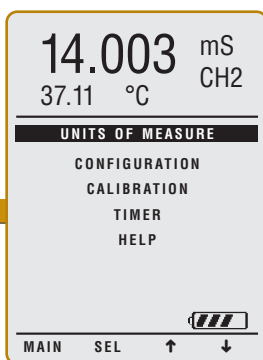 14.003 mS
37.11 °C CH2
UNITS OF MEASURE
CONFIGURATION
CALIBRATION
TIMER
HELP
MAIN SEL ↑ ↓